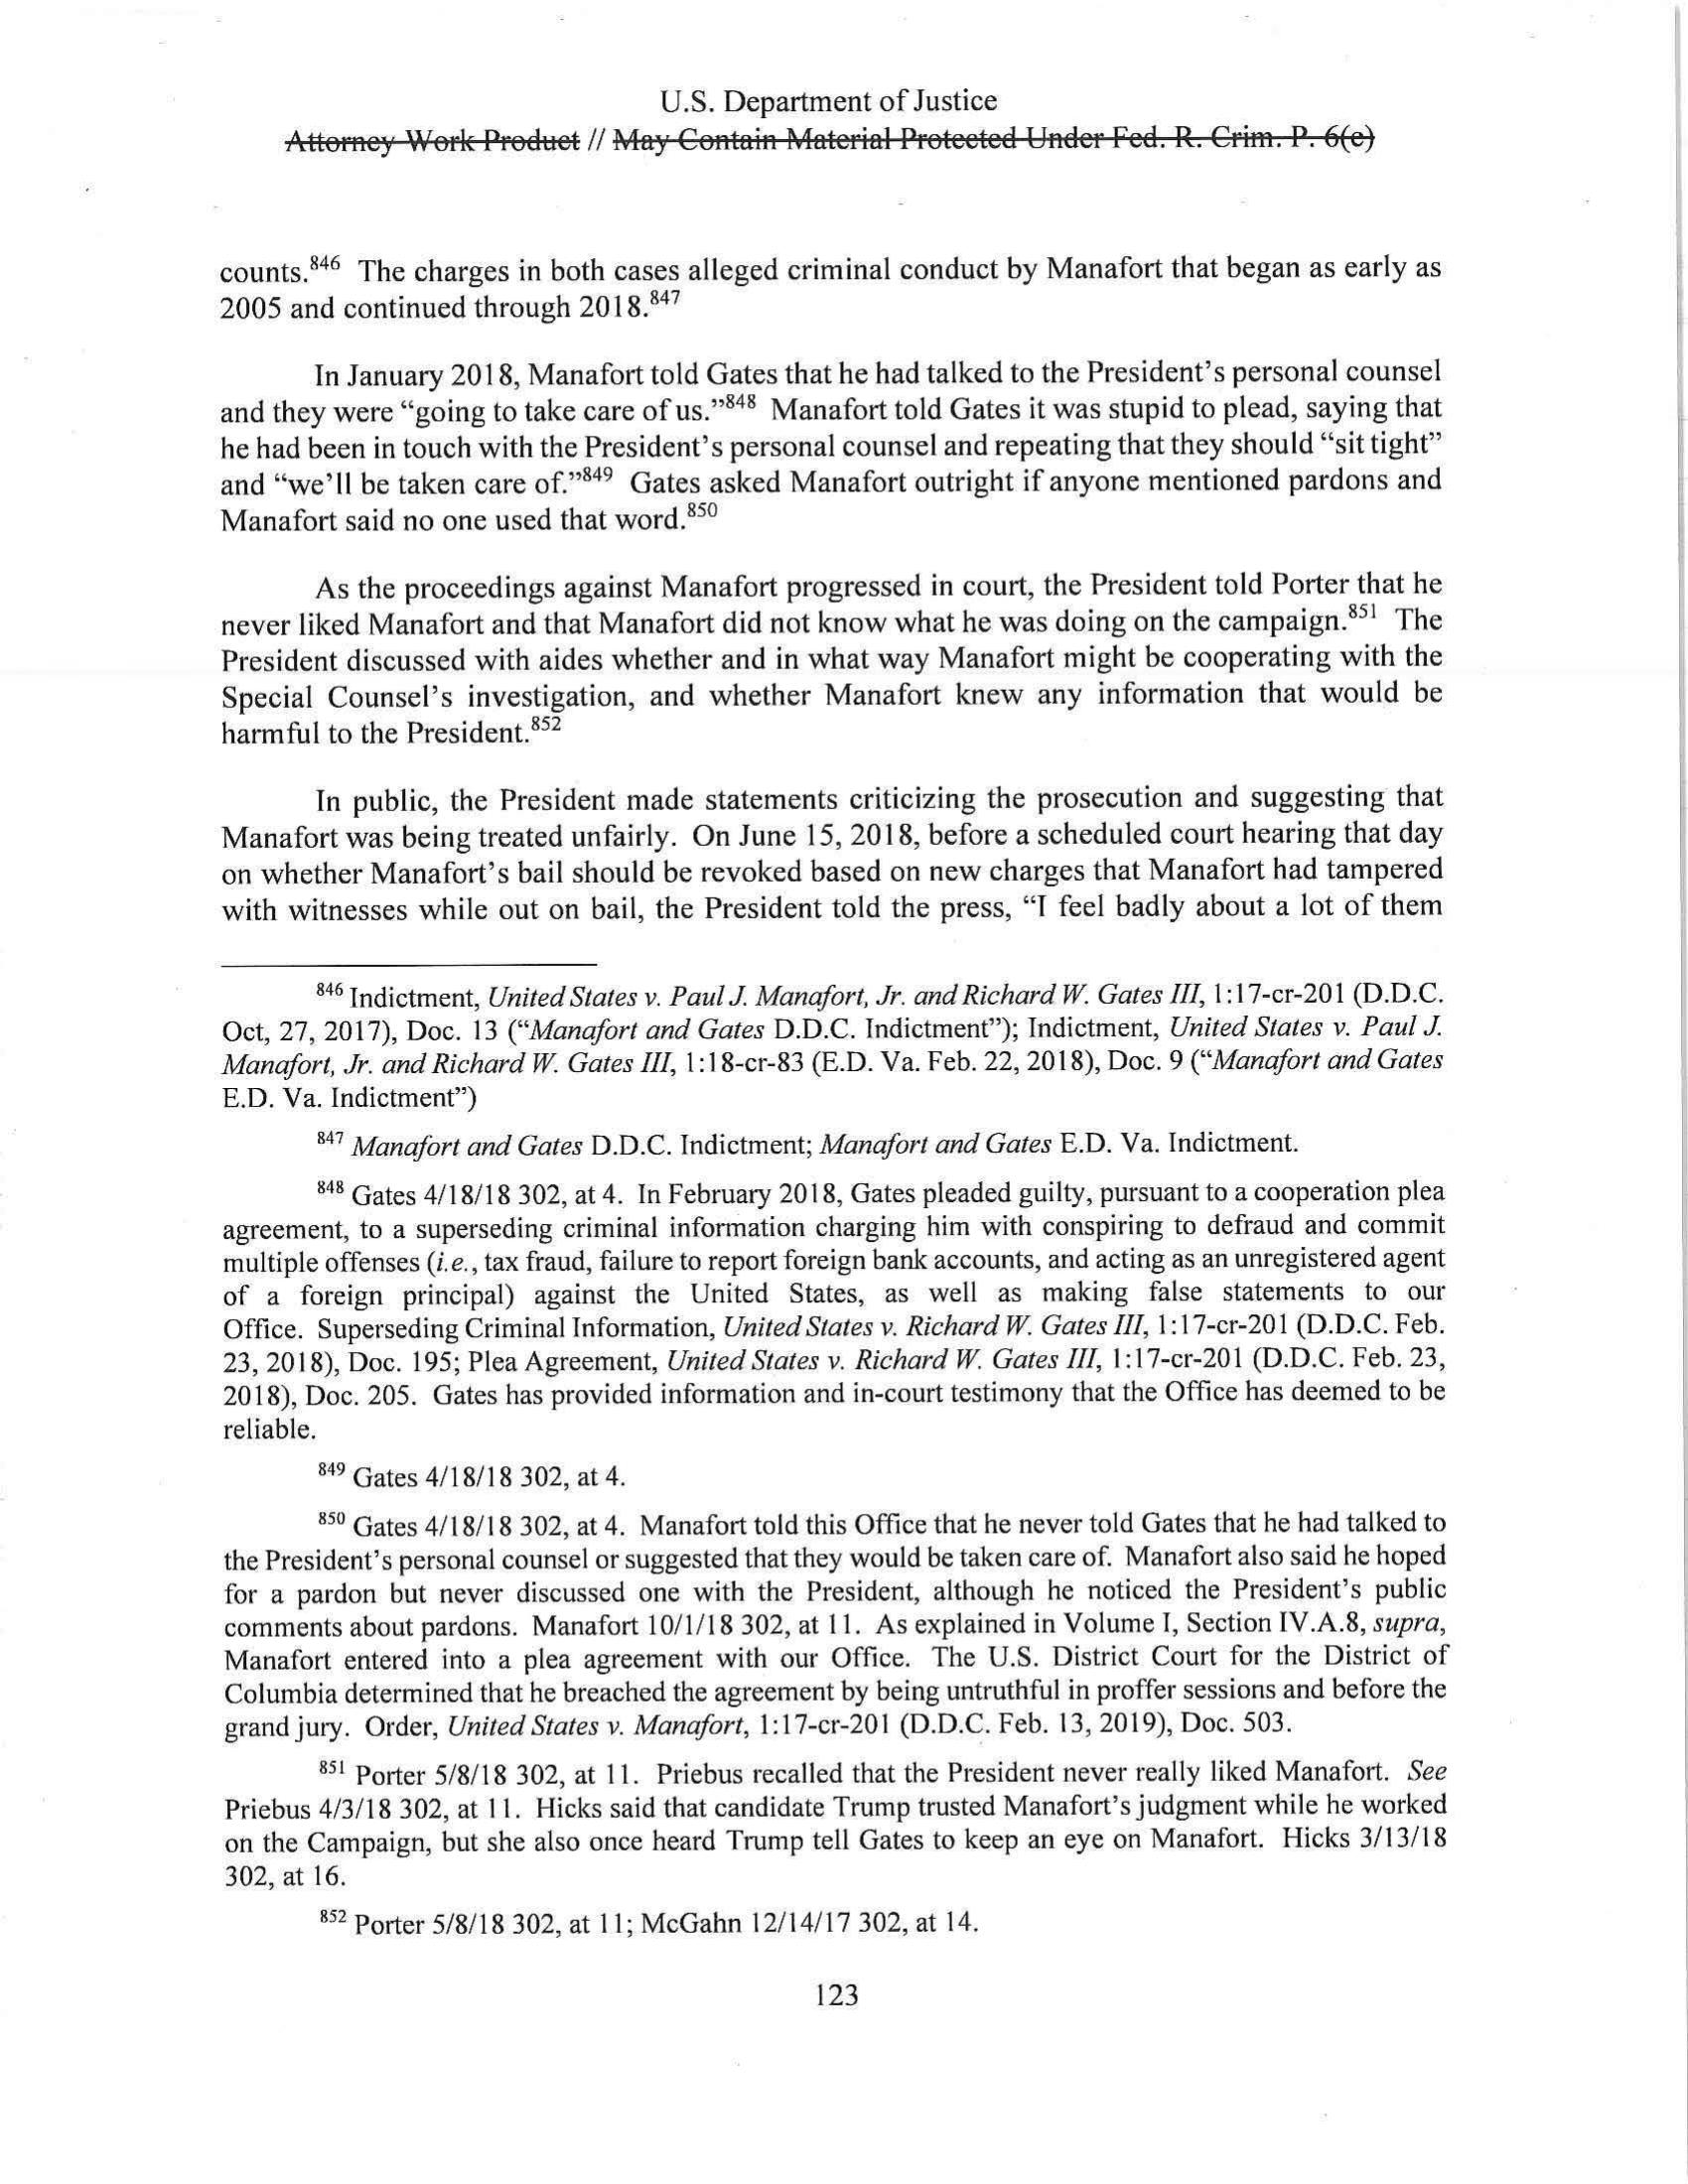 U.S. Department of Justice
Attorney Work Product // May Contain Material Protected Under Fed. R. Crim. P. 6(e)
counts.846 The charges in both cases alleged criminal conduct by Manafort that began as early as
2005 and continued through 2018.847
In January 2018, Manafort told Gates that he had talked to the President's personal counsel
and they were “going to take care of us.”848 Manafort told Gates it was stupid to plead, saying that
he had been in touch with the President's personal counsel and repeating that they should “sit tight”
and “we'll be taken care of.”849 Gates asked Manafort outright if anyone mentioned pardons and
Manafort said no one used that word.850
As the proceedings against Manafort progressed in court, the President told Porter that he
never liked Manafort and that Manafort did not know what he was doing on the campaign.851 The
President discussed with aides whether and in what way Manafort might be cooperating with the
Special Counsel's investigation, and whether Manafort knew any information that would be
harmful to the President.852
In public, the President made statements criticizing the prosecution and suggesting that
Manafort was being treated unfairly. On June 15, 2018, before a scheduled court hearing that day
on whether Manafort's bail should be revoked based on new charges that Manafort had tampered
with witnesses while out on bail, the President told the press, “I feel badly about a lot of them
846 Indictment, United States v. Paul J. Manafort, Jr. and Richard W. Gates III, 1:17-cr-201 (D.D.C.
Oct, 27, 2017), Doc. 13 (“Manafort and Gates D.D.C. Indictment”); Indictment, United States v. Paul J.
Manafort, Jr. and Richard W. Gates III, 1:18-cr-83 (E.D. Va. Feb. 22, 2018), Doc. 9 (“Manafort and Gates
E.D. Va. Indictment”)
847 Manafort and Gates D.D.C. Indictment; Manafort and Gates E.D. Va. Indictment.
848 Gates 4/18/18 302, at 4. In February 2018, Gates pleaded guilty, pursuant to a cooperation plea
agreement, to a superseding criminal information charging him with conspiring to defraud and commit
multiple offenses (i.e., tax fraud, failure to report foreign bank accounts, and acting as an unregistered agent
of a foreign principal) against the United States, as well as making false statements to our
Office. Superseding Criminal Information, United States v. Richard W. Gates III, 1:17-cr-201 (D.D.C. Feb.
23, 2018), Doc. 195; Plea Agreement, United States v. Richard W. Gates III, 1:17-cr-201 (D.D.C. Feb. 23,
2018), Doc. 205. Gates has provided information and in-court testimony that the Office has deemed to be
reliable.
849 Gates 4/18/18 302, at 4.
850 Gates 4/18/18 302, at 4. Manafort told this Office that he never told Gates that he had talked to
the President's personal counsel or suggested that they would be taken care of. Manafort also said he hoped
for a pardon but never discussed one with the President, although he noticed the President's public
comments about pardons. Manafort 10/1/18 302, at 11. As explained in Volume I, Section IV.A.8, supra,
Manafort entered into a plea agreement with our Office. The U.S. District Court for the District of
Columbia determined that he breached the agreement by being untruthful in proffer sessions and before the
grand jury. Order, United States v. Manafort, 1:17-cr-201 (D.D.C. Feb. 13, 2019), Doc. 503.
851 Porter 5/8/18 302, at 11. Priebus recalled that the President never really liked Manafort. See
Priebus 4/3/18 302, at 11. Hicks said that candidate Trump trusted Manafort's judgment while he worked
on the Campaign, but she also once heard Trump tell Gates to keep an eye on Manafort. Hicks 3/13/18
302, at 16.
852 Porter 5/8/18 302, at 11; McGahn 12/14/17 302, at 14.
123